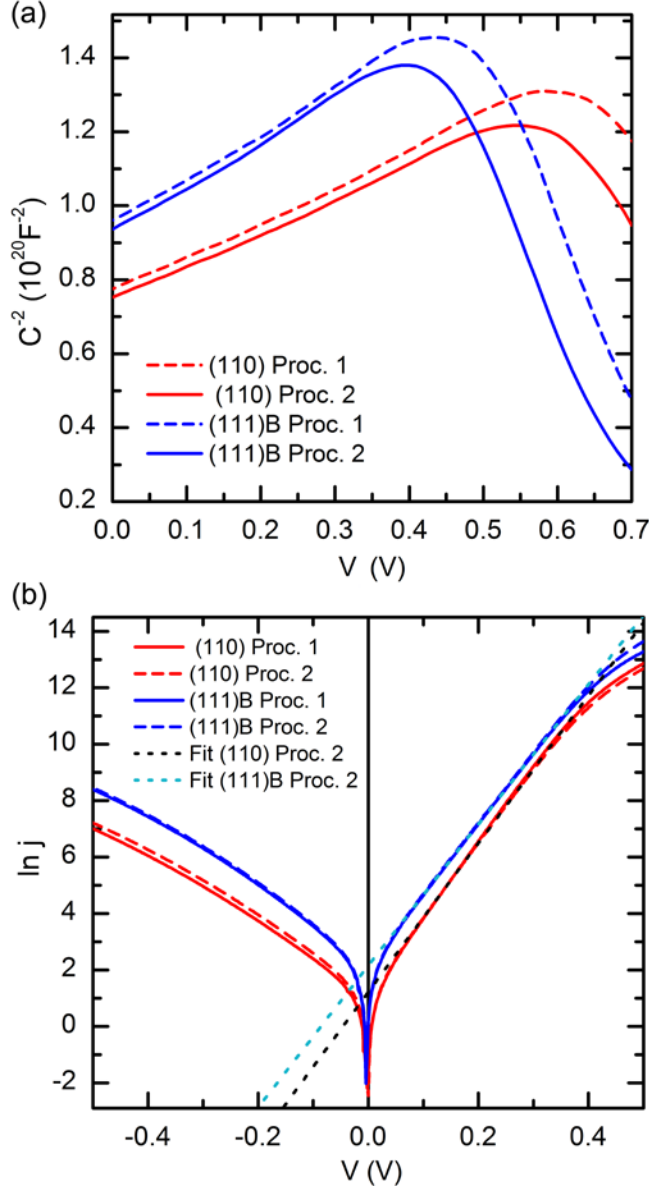 (a)
1.4
1.2
1.0
0.8
0.6
0.4
0.2
C⁻² (10²⁰F⁻²)
(110) Proc. 1
(110) Proc. 2
(111)B Proc. 1
(111)B Proc. 2
0.0 0.1 0.2 0.3 0.4 0.5 0.6 0.7
V (V)
(b)
14
12
10
8
6
4
2
0
-2
ln j
(110) Proc. 1
(110) Proc. 2
(111)B Proc. 1
(111)B Proc. 2
Fit (110) Proc. 2
Fit (111)B Proc. 2
-0.4 -0.2 0.0 0.2 0.4
V (V)